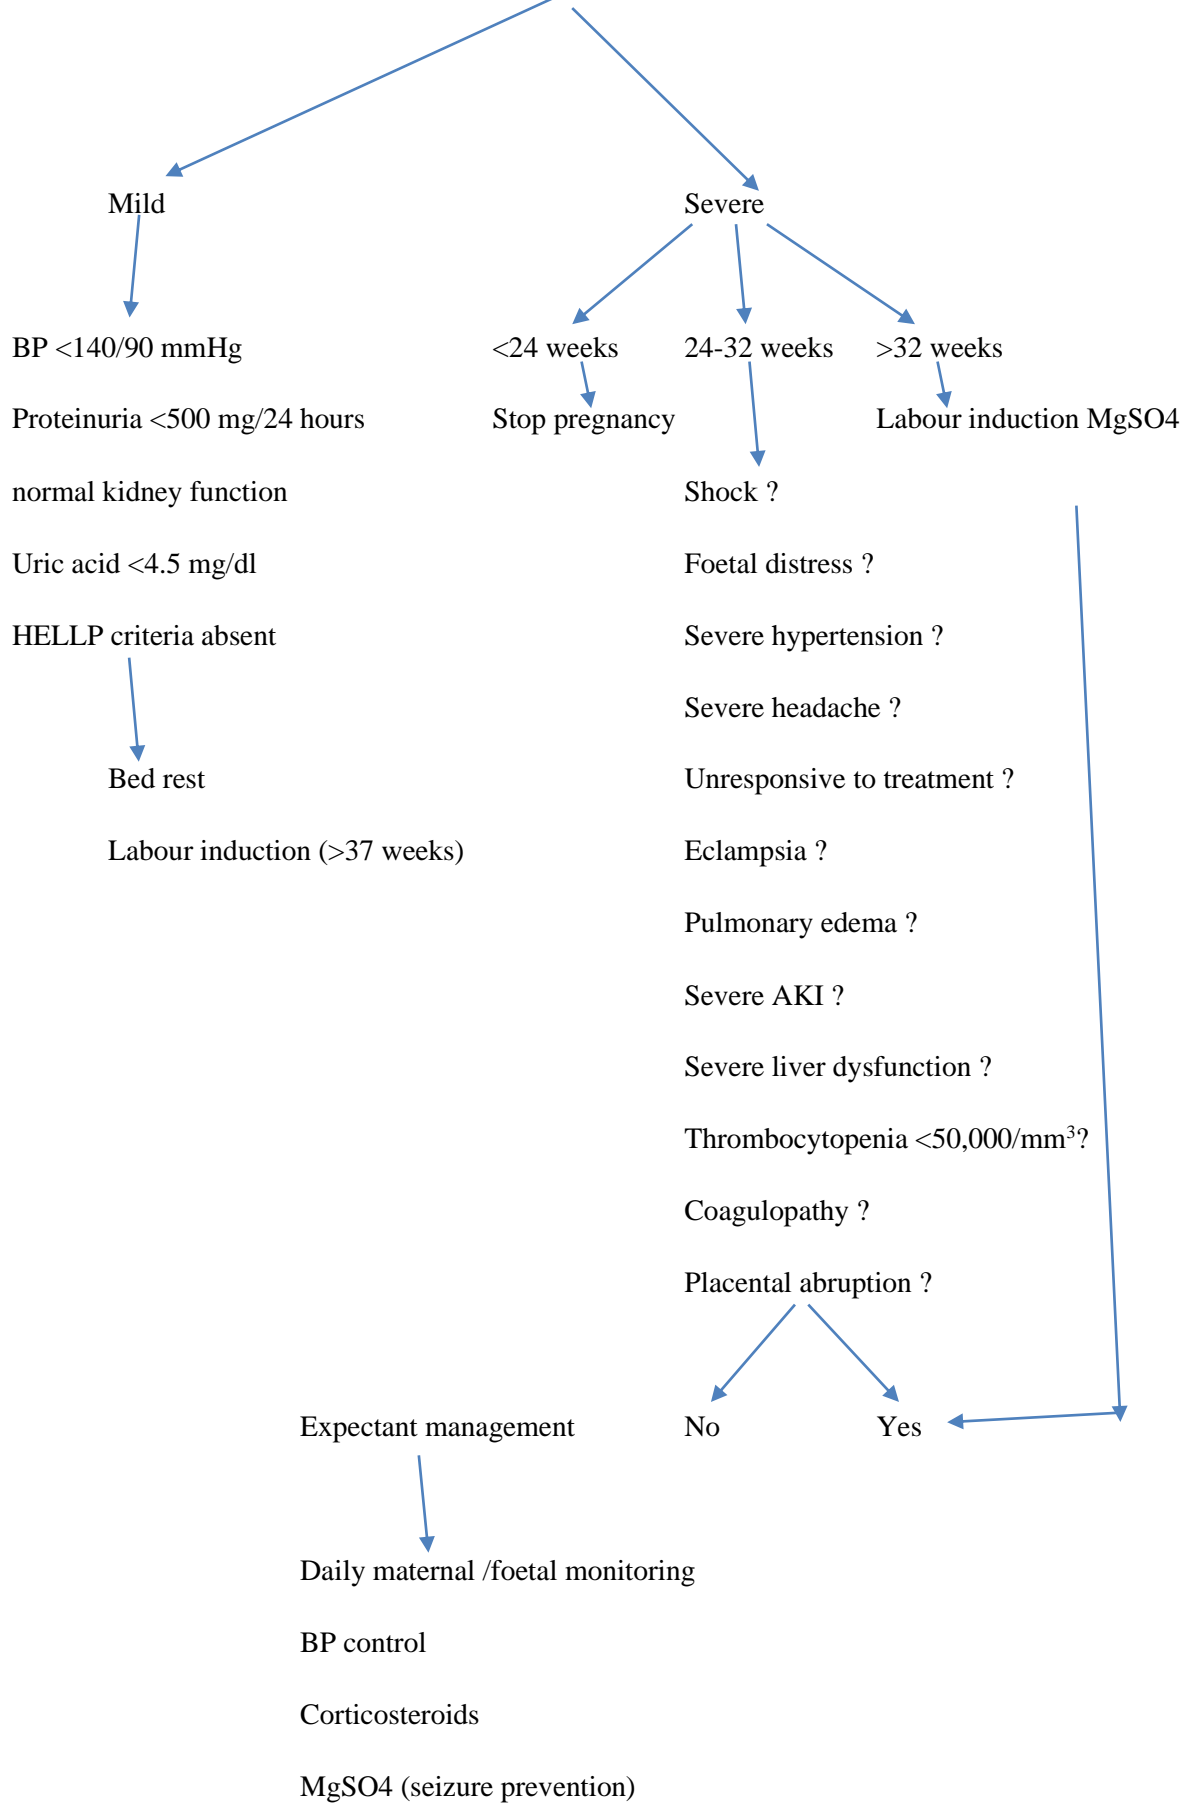 Mild
Severe
BP <140/90 mmHg
<24 weeks
24-32 weeks
>32 weeks
Proteinuria <500 mg/24 hours
Stop pregnancy
Labour induction MgSO4
normal kidney function
Shock ?
Uric acid <4.5 mg/dl
Foetal distress ?
HELLP criteria absent
Severe hypertension ?
Severe headache ?
Bed rest
Unresponsive to treatment ?
Labour induction (>37 weeks)
Eclampsia ?
Pulmonary edema ?
Severe AKI ?
Severe liver dysfunction ?
Thrombocytopenia <50,000/mm³?
Coagulopathy ?
Placental abruption ?
Expectant management
No
Yes
Daily maternal /foetal monitoring
BP control
Corticosteroids
MgSO4 (seizure prevention)